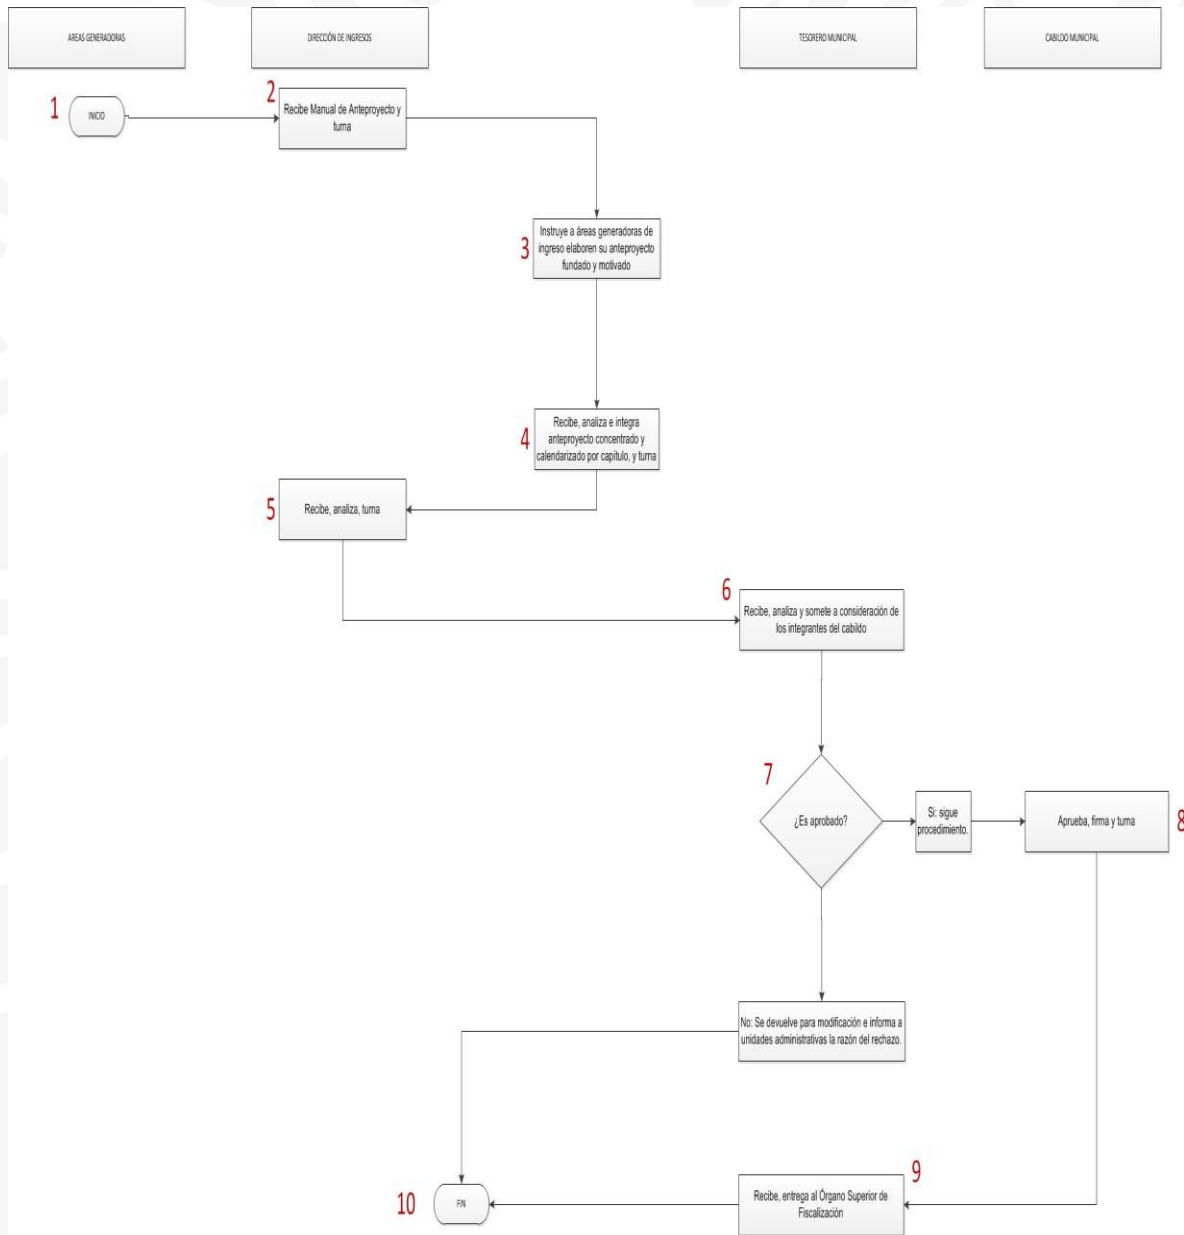 AREAS GENERADORAS
DIRECCIÓN DE INGRESOS
TESORERO MUNICIPAL
CABILDO MUNICIPAL
1
INICIO
2
Recibe Manual de Anteproyecto y
turna
3
Instruye a áreas generadoras de
ingreso elaboren su anteproyecto
fundado y motivado
4
Recibe, analiza e integra
anteproyecto concentrado y
calendarizado por capítulo, y turna
5
Recibe, analiza, turna
6
Recibe, analiza y somete a consideración de
los integrantes del cabildo
7
¿Es aprobado?
Si: sigue
procedimiento.
Aprueba, firma y turna
8
No: Se devuelve para modificación e informa a
unidades administrativas la razón del rechazo.
9
Recibe, entrega al Órgano Superior de
Fiscalización
10
FIN